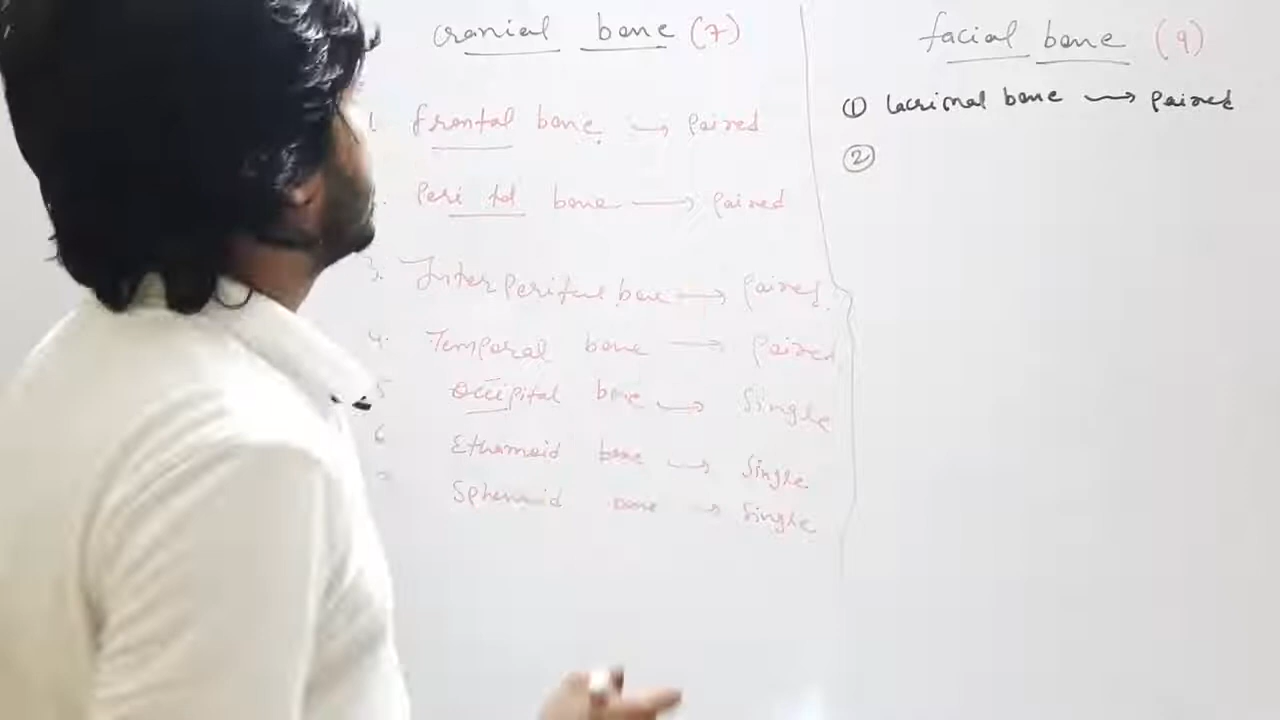 cranial bone (7)
1 frontal bone → paired
. Peri tal bone → paired
3. Inter Perital bone → paired
4. Temporal bone → paired
5 Occipital bone → Single
6 Ethamoid bone → Single
Sphenoid bone → Single
facial bone (9)
① lacrimal bone → paired
②